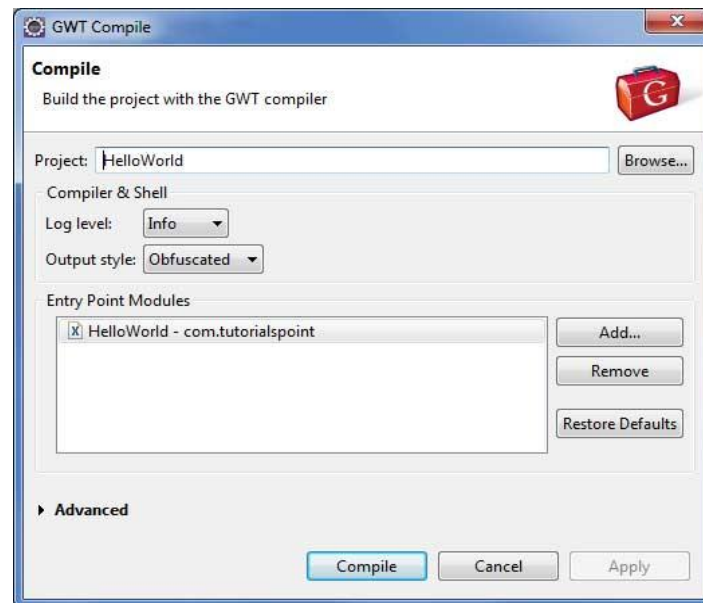 GWT Compile
Compile
Build the project with the GWT compiler
G
Project: HelloWorld Browse...
Compiler & Shell
Log level: Info
Output style: Obfuscated
Entry Point Modules
HelloWorld - com.tutorialspoint
Add...
Remove
Restore Defaults
Advanced
Compile Cancel Apply